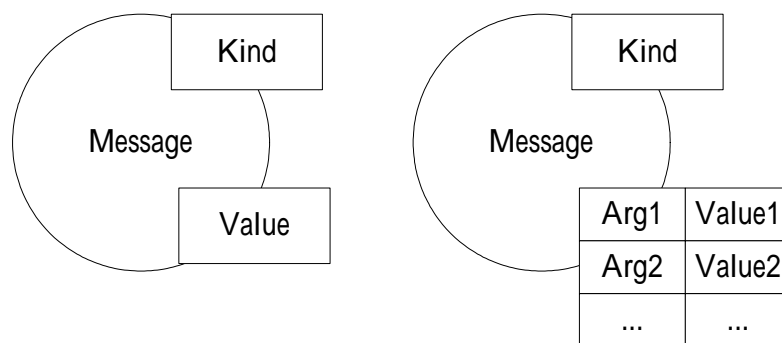 Kind
Message
Value
Kind
Message
Arg1 Value1
Arg2 Value2
... ...